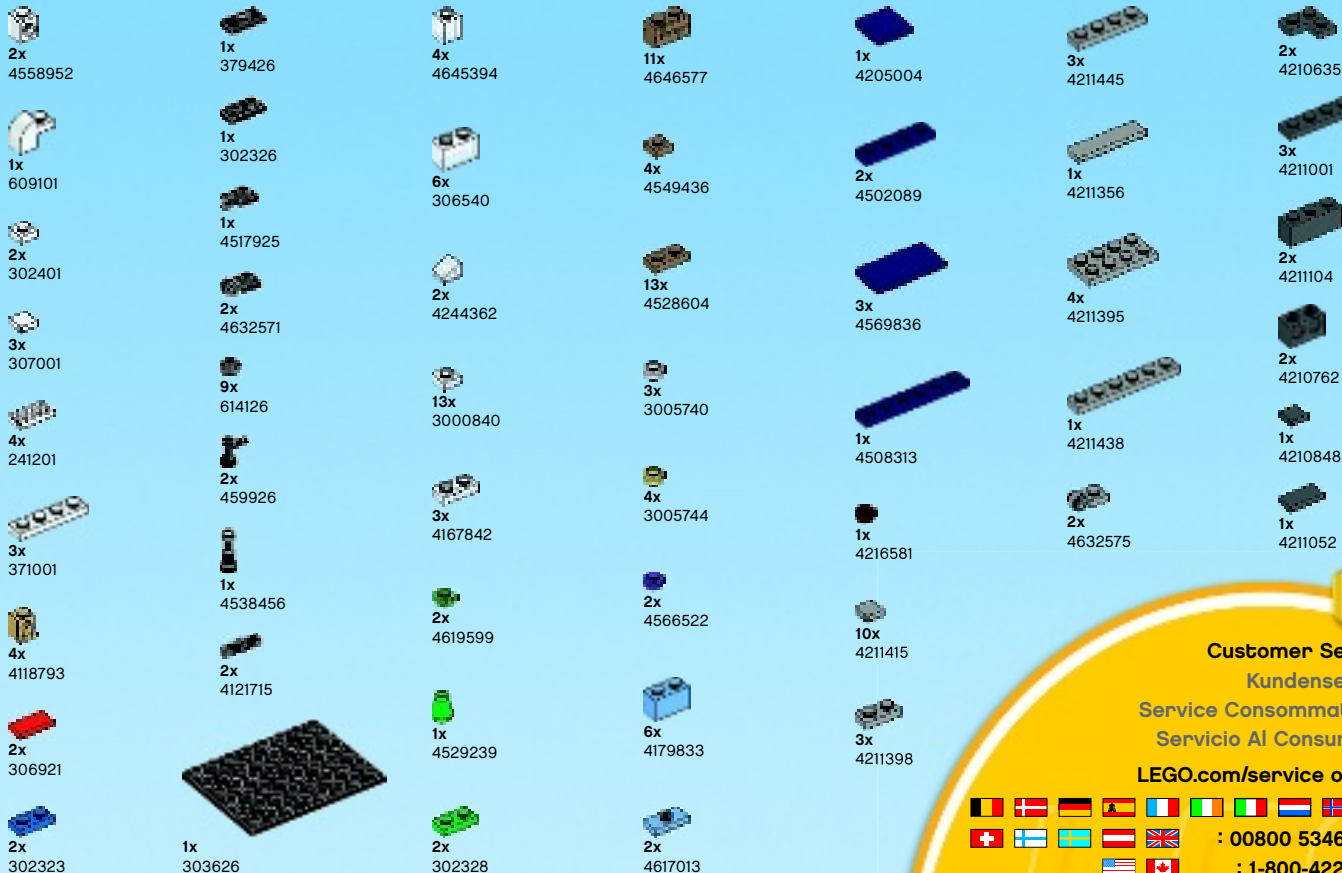 2x
4558952
1x
609101
2x
302401
3x
307001
4x
241201
3x
371001
4x
4118793
2x
306921
2x
302323
1x
379426
1x
302326
1x
4517925
2x
4632571
9x
614126
2x
459926
1x
4538456
2x
4121715
1x
303626
4x
4645394
6x
306540
2x
4244362
13x
3000840
3x
4167842
2x
4619599
1x
4529239
2x
302328
11x
4646577
4x
4549436
13x
4528604
3x
3005740
4x
3005744
2x
4566522
6x
4179833
2x
4617013
1x
4205004
2x
4502089
3x
4569836
1x
4508313
1x
4216581
10x
4211415
3x
4211398
3x
4211445
1x
4211356
4x
4211395
1x
4211438
2x
4632575
2x
4210635
3x
4211001
2x
4211104
2x
4210762
1x
4210848
1x
4211052
Customer Se
Kundense
Service Consommat
Servicio Al Consu
LEGO.com/service o
: 00800 5346
: 1-800-422